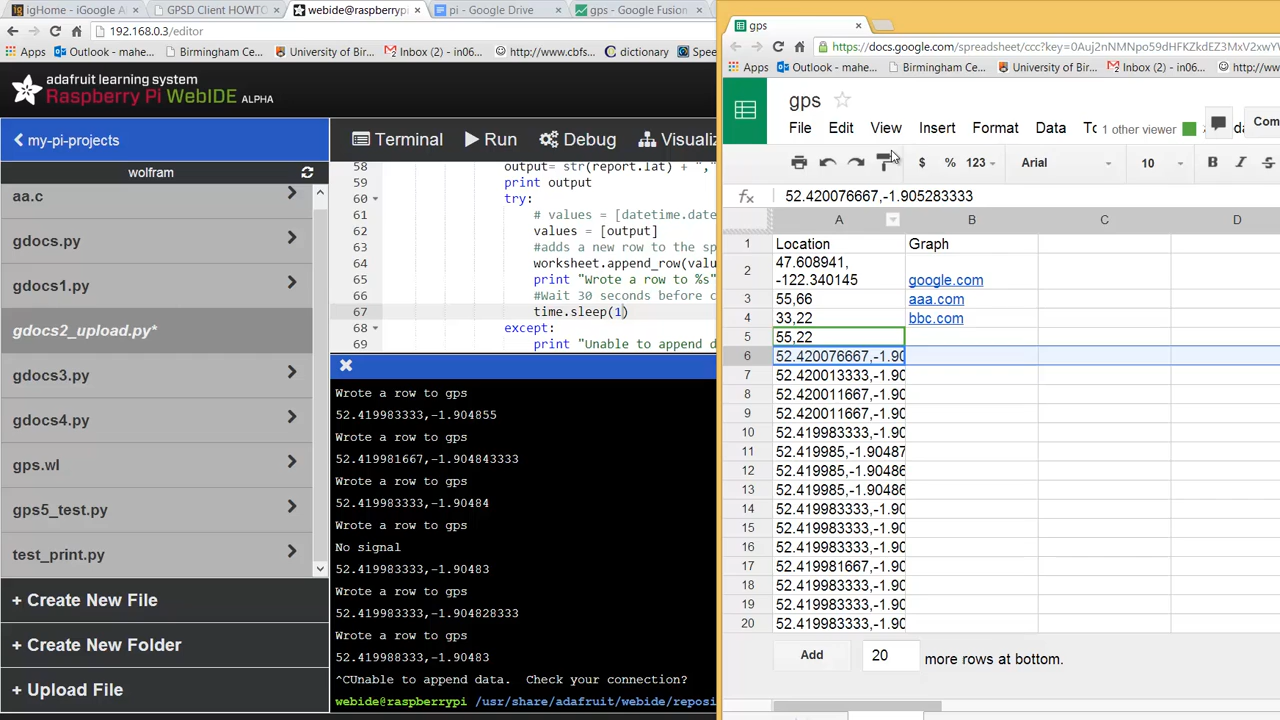 igHome - iGoogle A
GPSD Client HOWTO
webide@raspberrypi
pi - Google Drive
gps - Google Fusion
192.168.0.3/editor
Apps
Outlook - mahe...
Birmingham Ce...
University of Bir...
Inbox (2) - in06...
http://www.cbfs...
dictionary
Spee
adafruit learning system
Raspberry Pi WebIDE ALPHA
my-pi-projects
wolfram
aa.c
gdocs.py
gdocs1.py
gdocs2_upload.py*
gdocs3.py
gdocs4.py
gps.wl
gps5_test.py
test_print.py
+ Create New File
+ Create New Folder
+ Upload File
Terminal
Run
Debug
Visualiz
58 output= str(report.lat) + ",
59 print output
60 try:
61 # values = [datetime.date
62 values = [output]
63 #adds a new row to the sp
64 worksheet.append_row(valu
65 print "Wrote a row to %s"
66 #Wait 30 seconds before c
67 time.sleep(1)
68 except:
69 print "Unable to append d
Wrote a row to gps
52.419983333,-1.904855
Wrote a row to gps
52.419981667,-1.904843333
Wrote a row to gps
52.419983333,-1.90484
Wrote a row to gps
No signal
52.419983333,-1.90483
Wrote a row to gps
52.419983333,-1.904828333
Wrote a row to gps
52.419988333,-1.90483
^CUnable to append data.  Check your connection?
webide@raspberrypi /usr/share/adafruit/webide/reposi
gps
https://docs.google.com/spreadsheet/ccc?key=0Auj2nNMNpo59dHFKZkdEZ3MxV2xwYW
Apps
Outlook - mahe...
Birmingham Ce...
University of Bir...
Inbox (2) - in06...
http://www
gps
File
Edit
View
Insert
Format
Data
To
1 other viewer
Com
$
%
123
Arial
10
B
I
S
fx
52.420076667,-1.905283333
A
B
C
D
1 Location Graph
2 47.608941,
-122.340145 google.com
3 55,66 aaa.com
4 33,22 bbc.com
5 55,22
6 52.420076667,-1.90
7 52.420013333,-1.90
8 52.420011667,-1.90
9 52.420011667,-1.90
10 52.419983333,-1.90
11 52.419985,-1.90487
12 52.419985,-1.90486
13 52.419985,-1.90486
14 52.419983333,-1.90
15 52.419983333,-1.90
16 52.419983333,-1.90
17 52.419981667,-1.90
18 52.419983333,-1.90
19 52.419983333,-1.90
20 52.419983333,-1.90
Add
20
more rows at bottom.